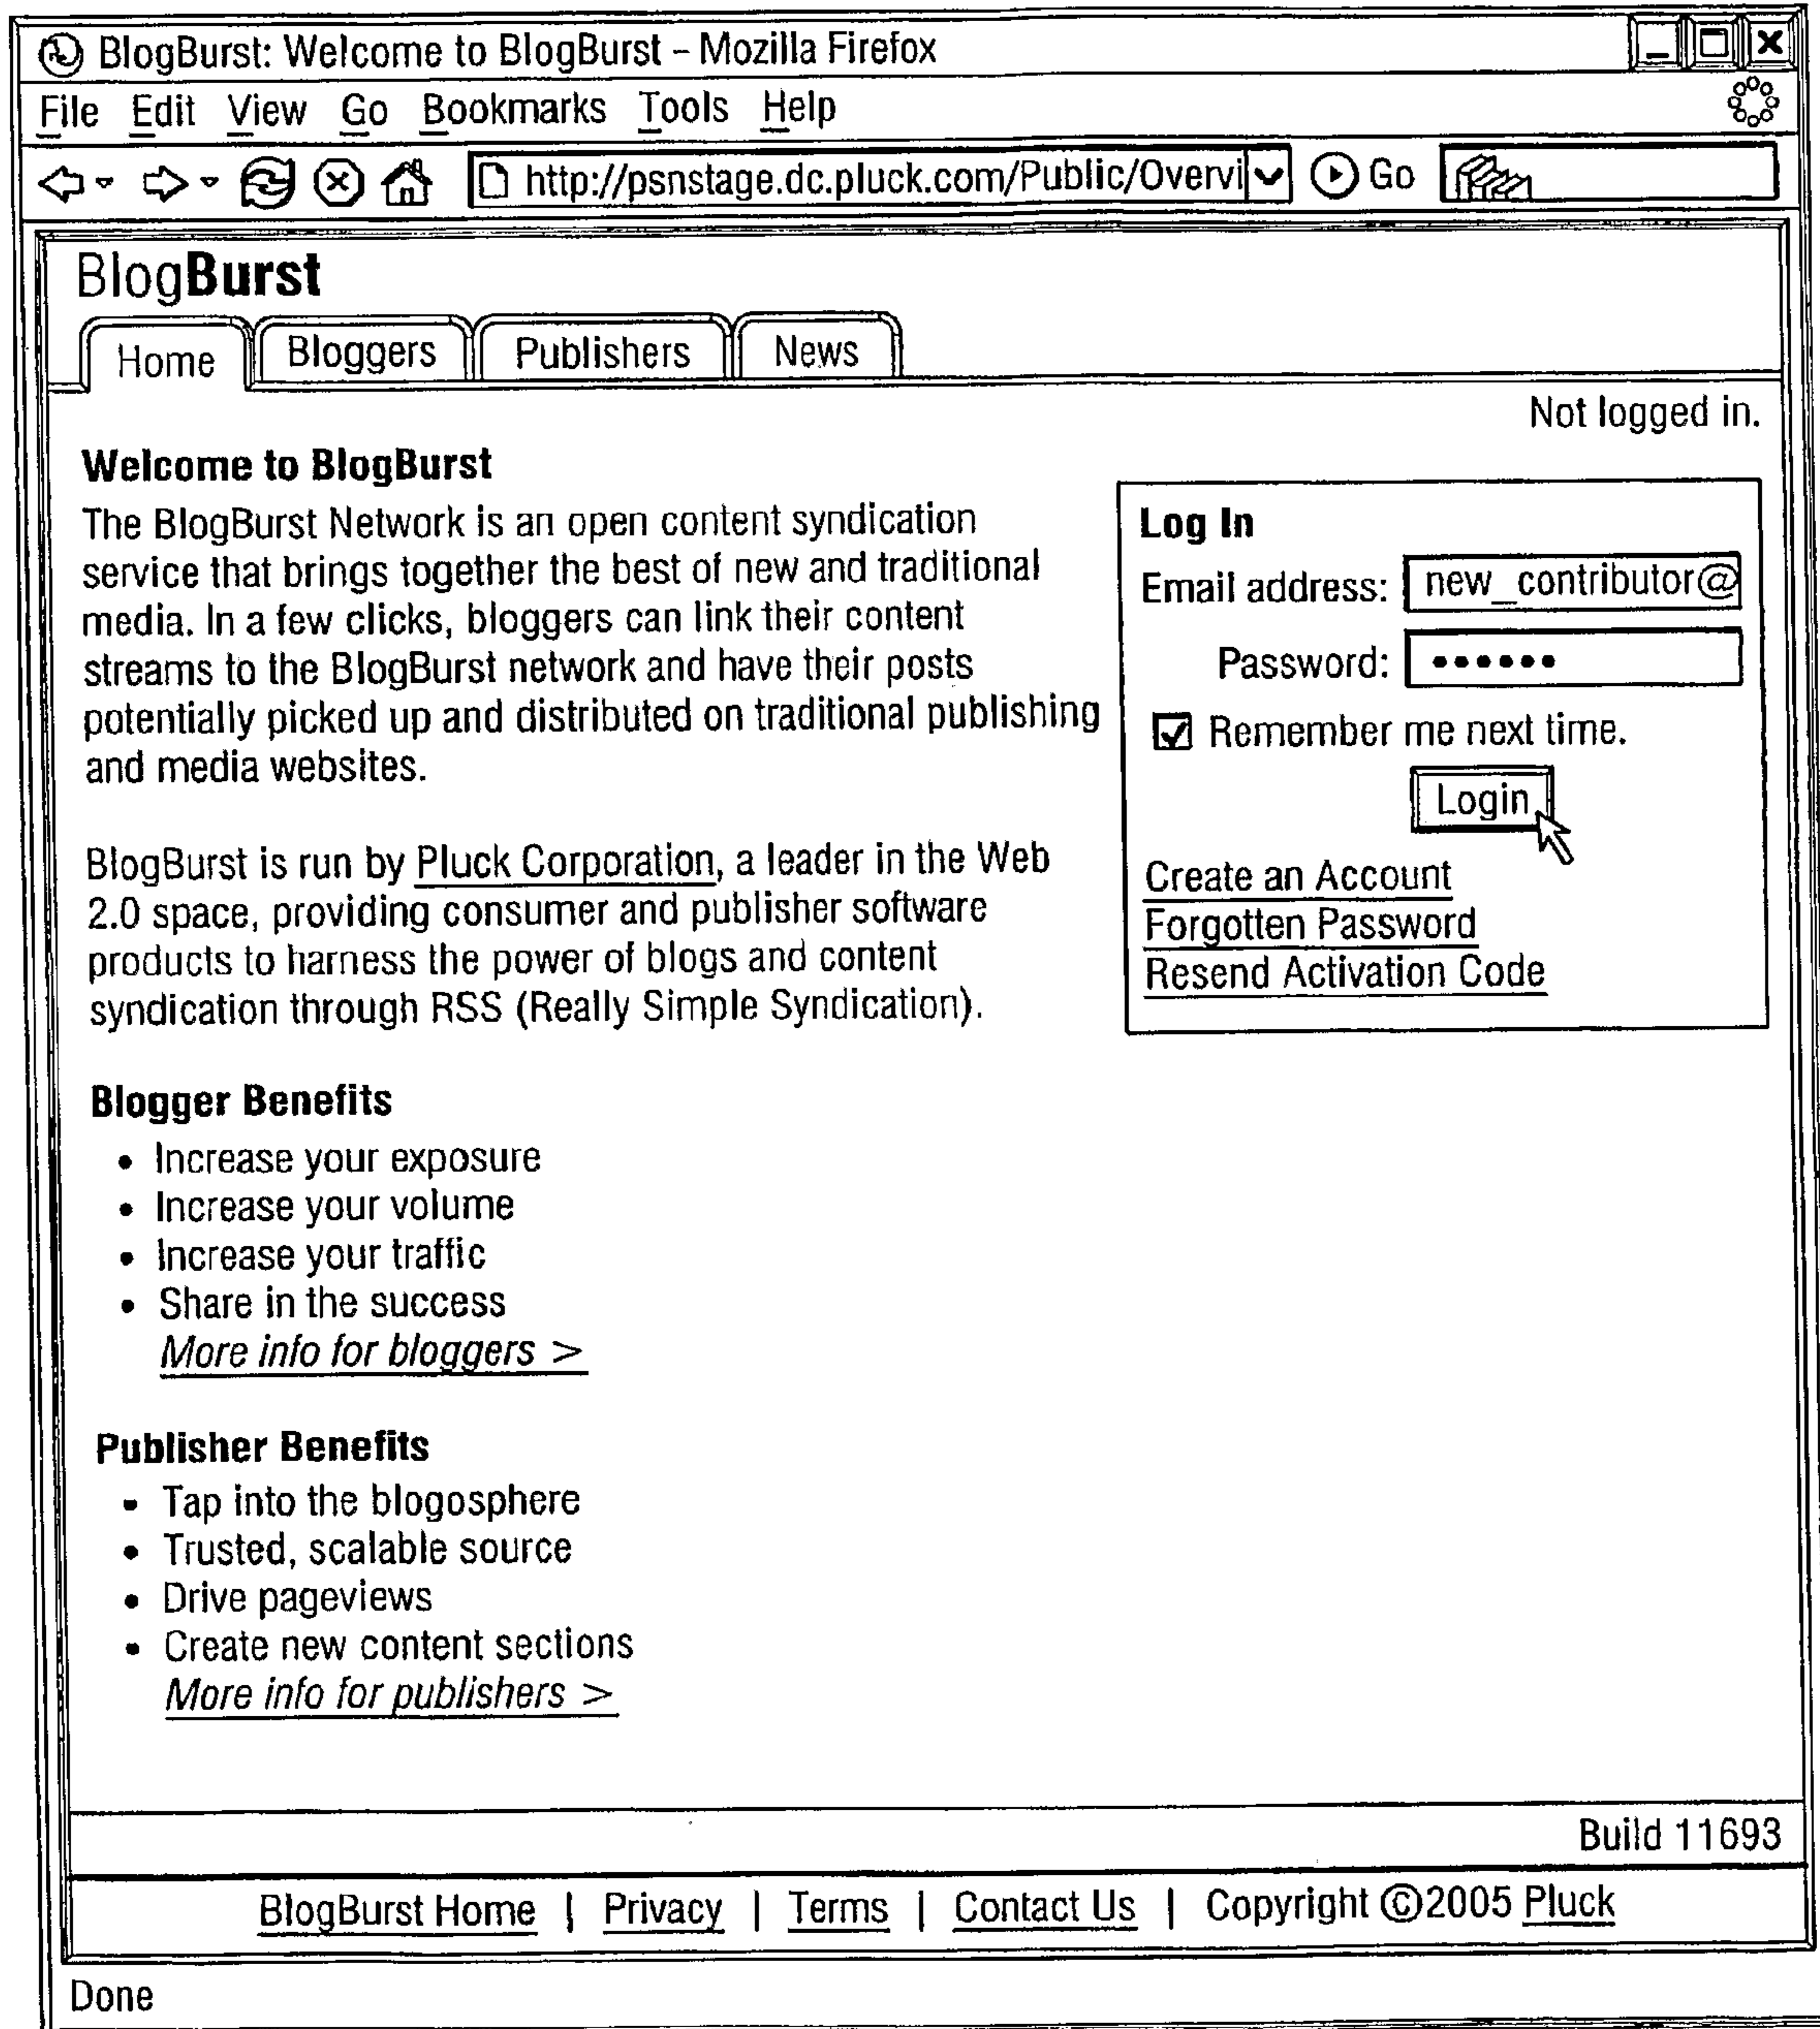 BlogBurst: Welcome to BlogBurst – Mozilla Firefox
File Edit View Go Bookmarks Tools Help
http://psnstage.dc.pluck.com/Public/Overvi Go
BlogBurst
Home Bloggers Publishers News
Not logged in.
Welcome to BlogBurst
The BlogBurst Network is an open content syndication
service that brings together the best of new and traditional
media. In a few clicks, bloggers can link their content
streams to the BlogBurst network and have their posts
potentially picked up and distributed on traditional publishing
and media websites.
BlogBurst is run by Pluck Corporation, a leader in the Web
2.0 space, providing consumer and publisher software
products to harness the power of blogs and content
syndication through RSS (Really Simple Syndication).
Log In
Email address: new_contributor@
Password: ••••••
Remember me next time.
Login
Create an Account
Forgotten Password
Resend Activation Code
Blogger Benefits
• Increase your exposure
• Increase your volume
• Increase your traffic
• Share in the success
More info for bloggers >
Publisher Benefits
• Tap into the blogosphere
• Trusted, scalable source
• Drive pageviews
• Create new content sections
More info for publishers >
Build 11693
BlogBurst Home | Privacy | Terms | Contact Us | Copyright ©2005 Pluck
Done